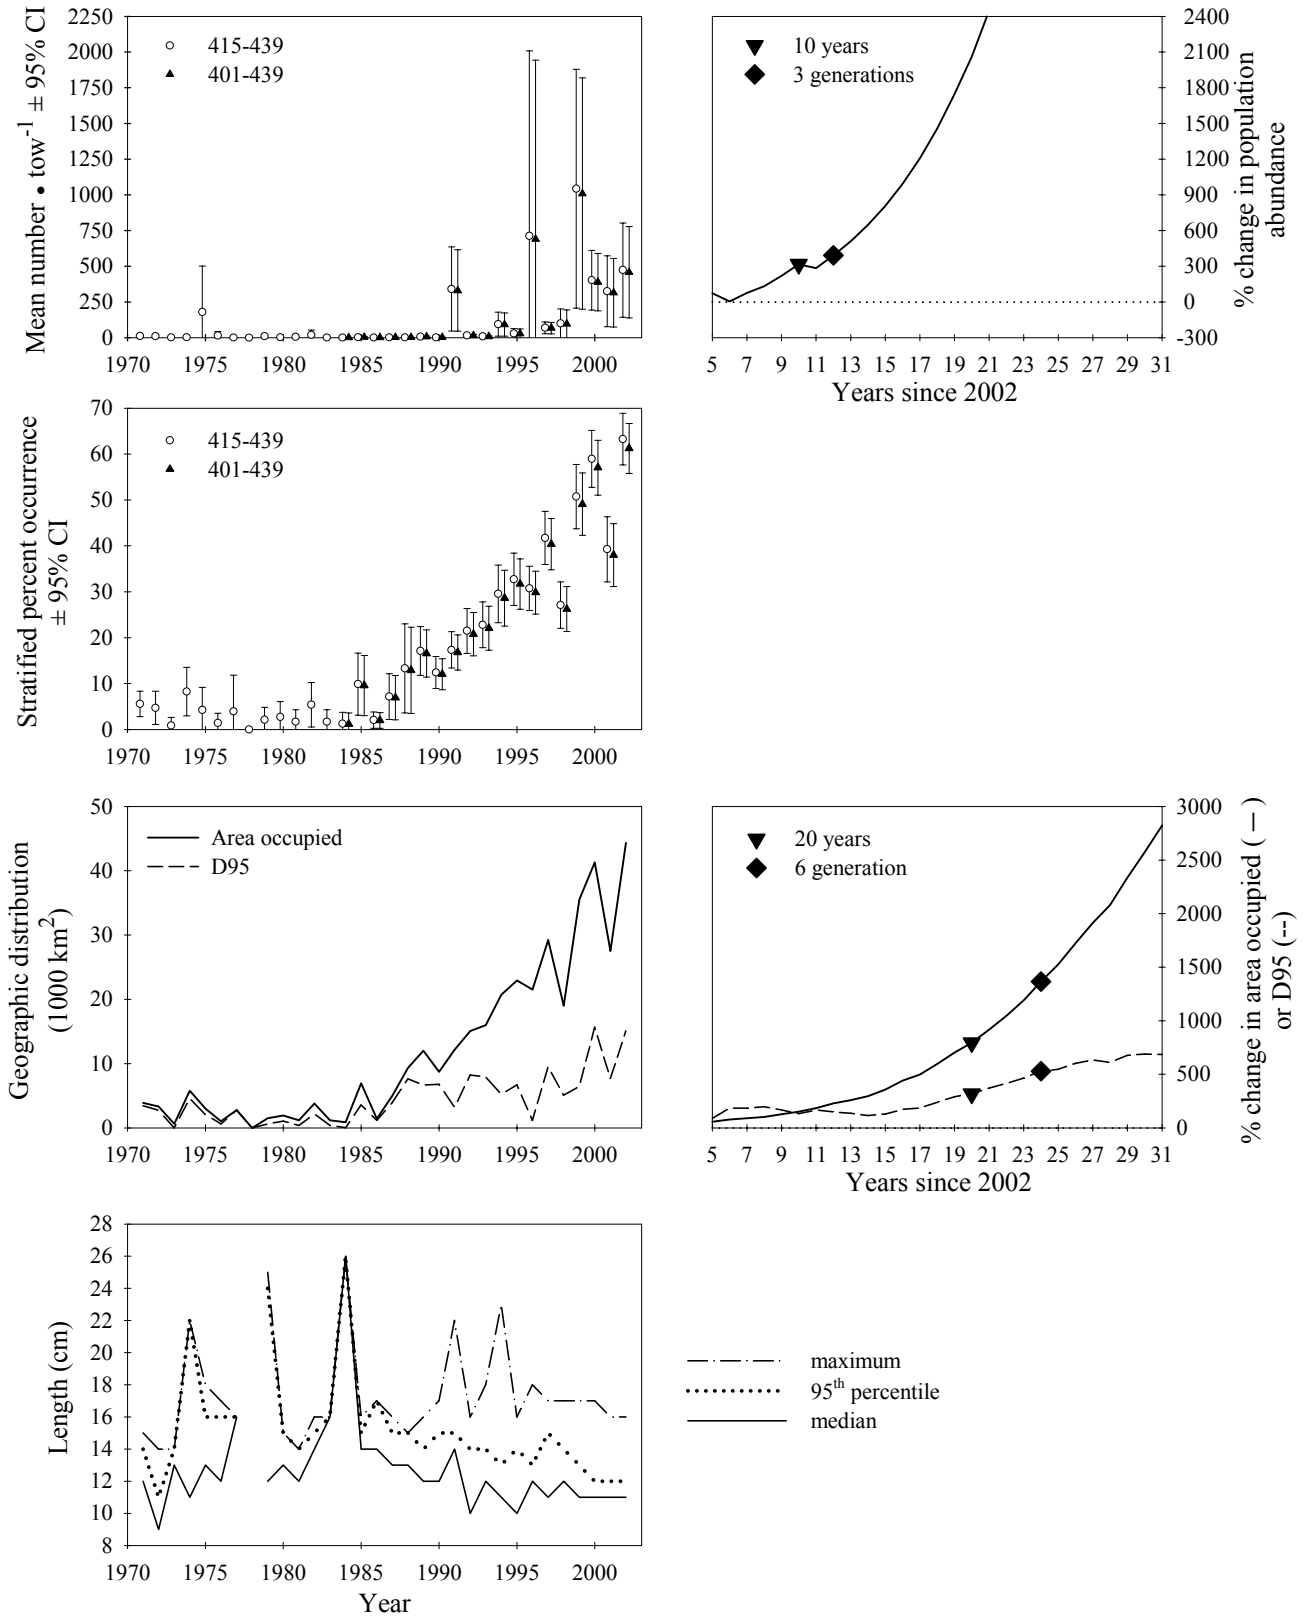 Mean number • tow-1 ± 95% CI
2250
2000
1750
1500
1250
1000
750
500
250
0
415-439
401-439
1970 1975 1980 1985 1990 1995 2000
10 years
3 generations
2400
2100
1800
1500
1200
900
600
300
0
-300
% change in population
abundance
5 7 9 11 13 15 17 19 21 23 25 27 29 31
Years since 2002
Stratified percent occurrence
± 95% CI
70
60
50
40
30
20
10
0
415-439
401-439
1970 1975 1980 1985 1990 1995 2000
Geographic distribution
(1000 km2)
50
40
30
20
10
0
Area occupied
D95
1970 1975 1980 1985 1990 1995 2000
20 years
6 generation
3000
2500
2000
1500
1000
500
0
% change in area occupied ( — )
or D95 (--)
5 7 9 11 13 15 17 19 21 23 25 27 29 31
Years since 2002
Length (cm)
28
26
24
22
20
18
16
14
12
10
8
1970 1975 1980 1985 1990 1995 2000
Year
maximum
95th percentile
median